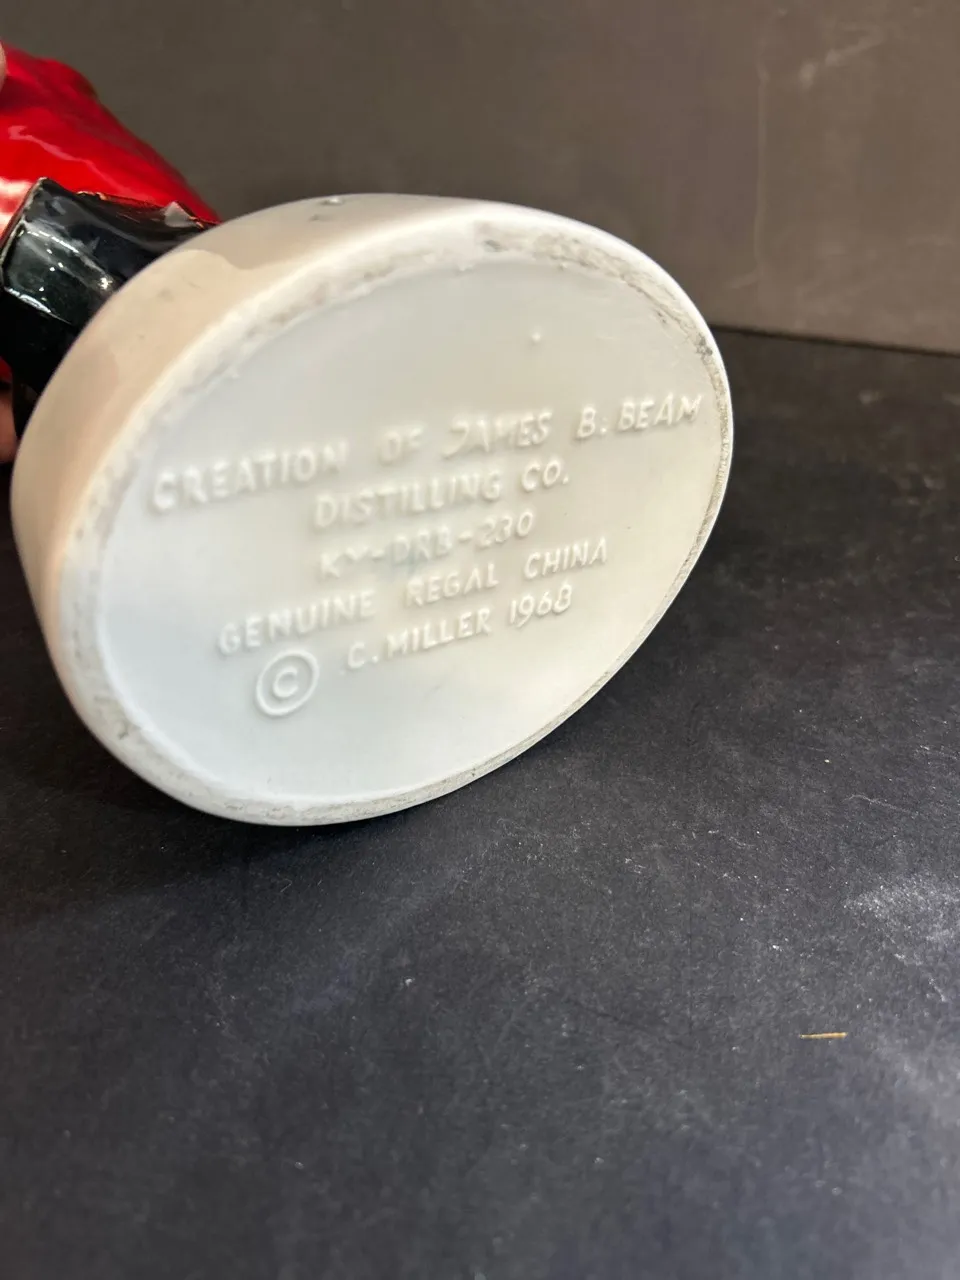 CREATION OF JAMES B. BEAM
DISTILLING CO.
KY-DRB-230
GENUINE REGAL CHINA
© C. MILLER 1968